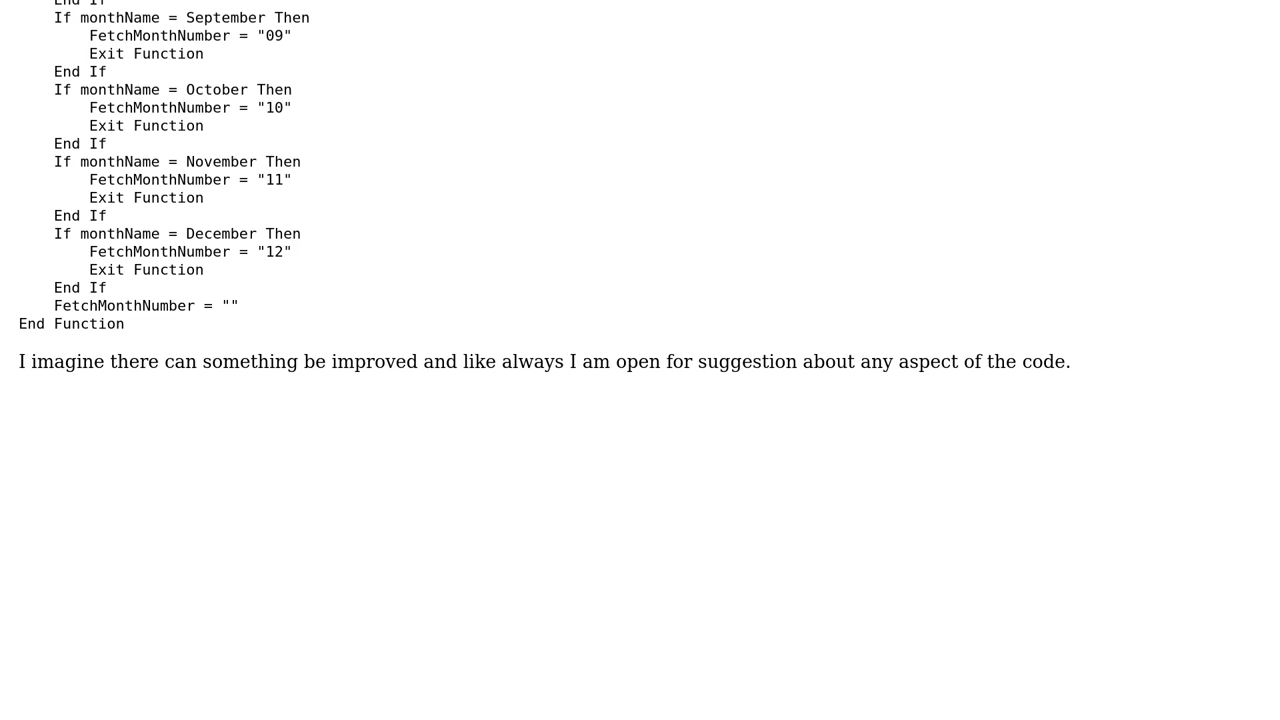 End If
    If monthName = September Then
        FetchMonthNumber = "09"
        Exit Function
    End If
    If monthName = October Then
        FetchMonthNumber = "10"
        Exit Function
    End If
    If monthName = November Then
        FetchMonthNumber = "11"
        Exit Function
    End If
    If monthName = December Then
        FetchMonthNumber = "12"
        Exit Function
    End If
    FetchMonthNumber = ""
End Function
I imagine there can something be improved and like always I am open for suggestion about any aspect of the code.